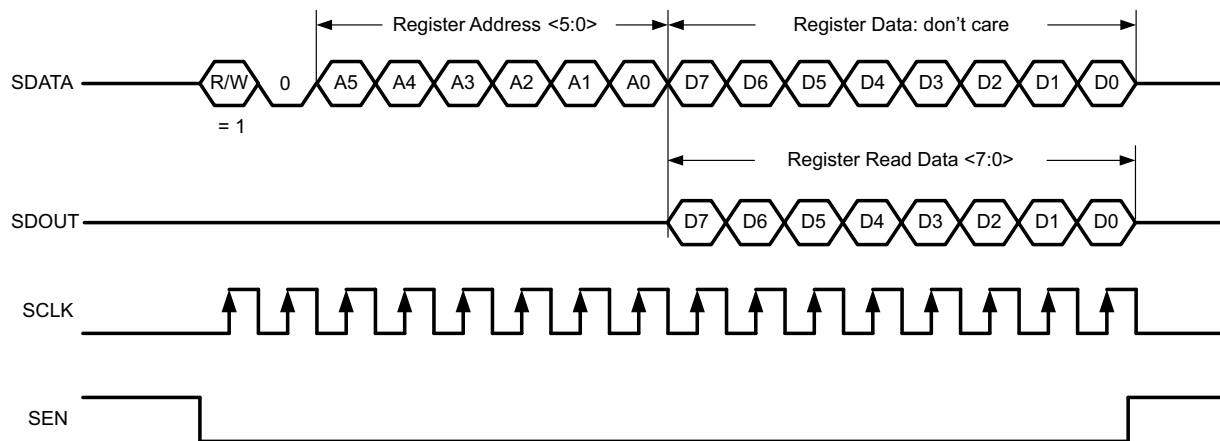 Register Address <5:0> Register Data: don’t care
SDATA R/W 0 A5 A4 A3 A2 A1 A0 D7 D6 D5 D4 D3 D2 D1 D0
= 1
Register Read Data <7:0>
SDOUT D7 D6 D5 D4 D3 D2 D1 D0
SCLK
SEN